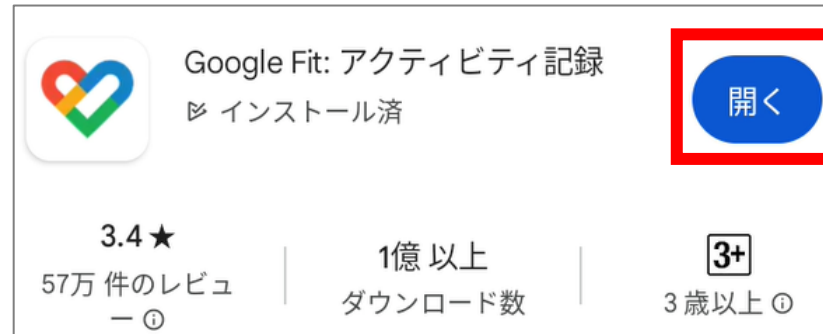 Google Fit: アクティビティ記録
インストール済
開く
3.4 ★
57万 件のレビュ
ー
1億 以上
ダウンロード数
3+
3 歳以上